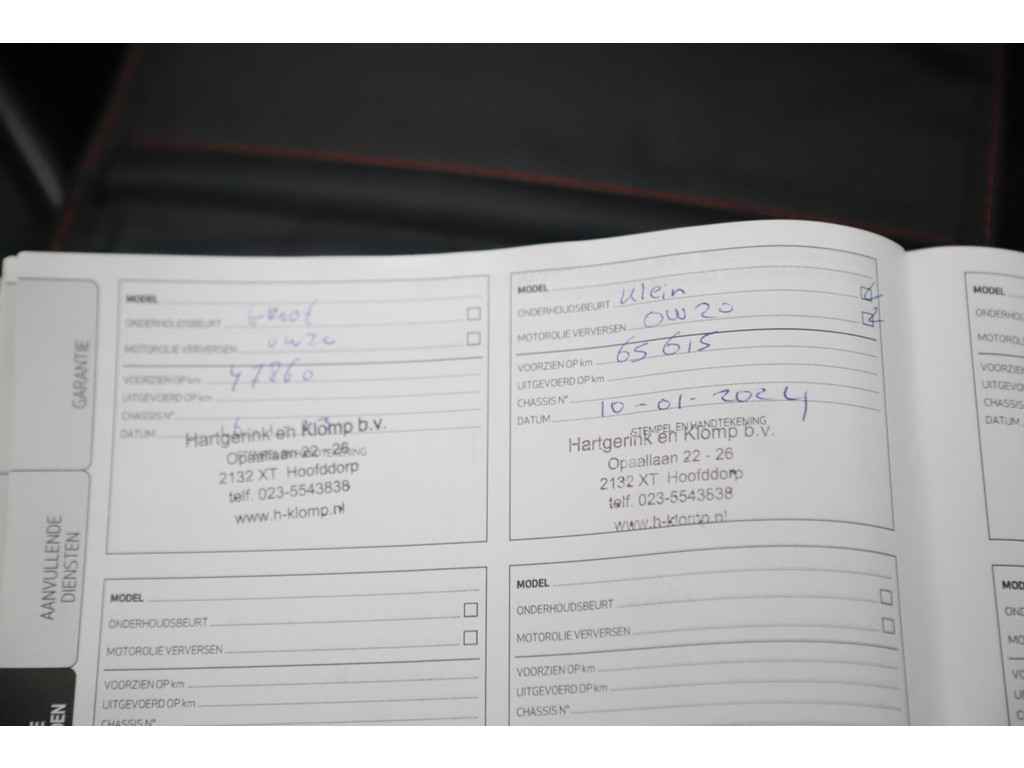 GARANTIE
AANVULLENDE
DIENSTEN
MODEL
ONDERHOUDSBEURT Groot
MOTOROLIE VERVERSEN 0W20
VOORZIEN OP km 47260
UITGEVOERD OP km
CHASSIS N°
DATUM
Hartgerink en Klomp b.v.
Opaallaan 22 - 26
2132 XT Hoofddorp
telf. 023-5543838
www.h-klomp.nl
MODEL
ONDERHOUDSBEURT Klein
MOTOROLIE VERVERSEN 0W20
VOORZIEN OP km 65615
UITGEVOERD OP km
CHASSIS N°
DATUM 10-01-2024
STEMPEL EN HANDTEKENING
Hartgerink en Klomp b.v.
Opaallaan 22 - 26
2132 XT Hoofddorp
telf. 023-5543838
www.h-klomp.nl
MODEL
MODEL
ONDERHOUDSBEURT
MOTOROLIE VERVERSEN
VOORZIEN OP km
UITGEVOERD OP km
CHASSIS N°
MODEL
ONDERHOUDSBEURT
MOTOROLIE VERVERSEN
VOORZIEN OP km
UITGEVOERD OP km
CHASSIS N°